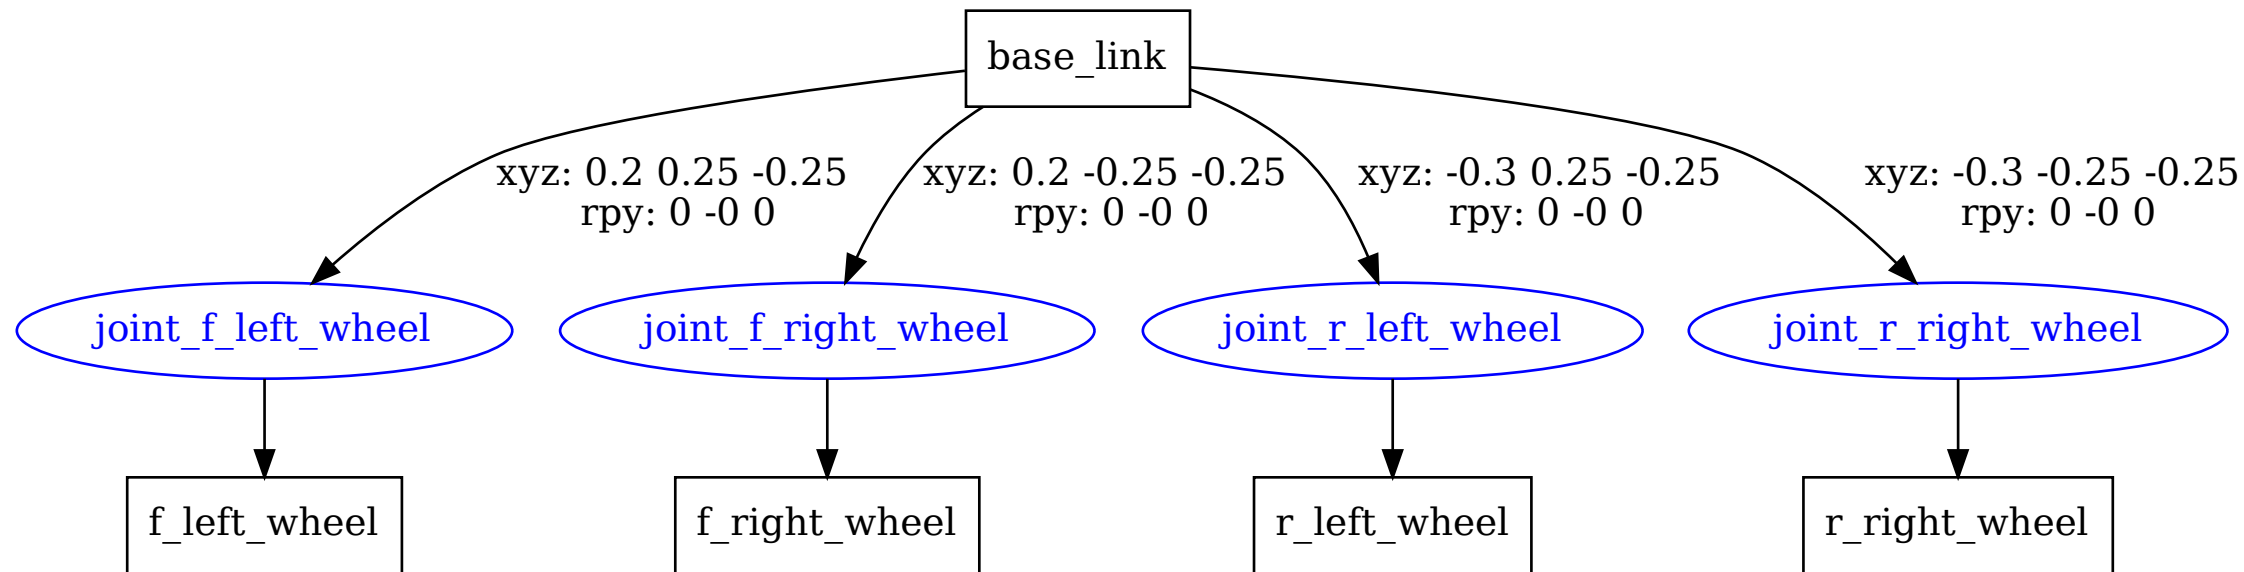 base_link
xyz: 0.2 0.25 -0.25
rpy: 0 -0 0
xyz: 0.2 -0.25 -0.25
rpy: 0 -0 0
xyz: -0.3 0.25 -0.25
rpy: 0 -0 0
xyz: -0.3 -0.25 -0.25
rpy: 0 -0 0
joint_f_left_wheel
joint_f_right_wheel
joint_r_left_wheel
joint_r_right_wheel
f_left_wheel
f_right_wheel
r_left_wheel
r_right_wheel